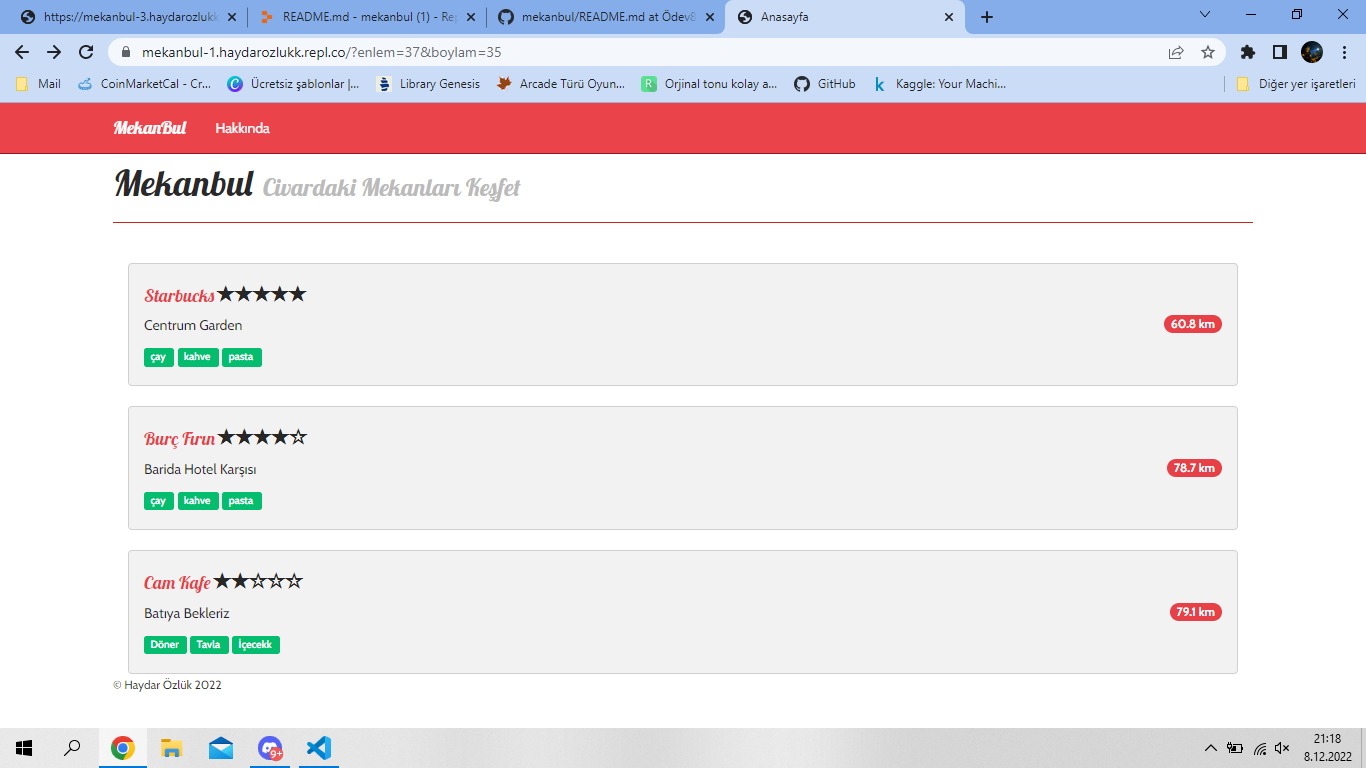 https://mekanbul-3.haydarozlukk
README.md - mekanbul (1) - Rep
mekanbul/README.md at Ödev8
Anasayfa
mekanbul-1.haydarozlukk.repl.co/?enlem=37&boylam=35
Mail
CoinMarketCal - Cr...
Ücretsiz şablonlar |...
Library Genesis
Arcade Türü Oyun...
Orjinal tonu kolay a...
GitHub
Kaggle: Your Machi...
Diğer yer işaretleri
MekanBul Hakkında
Mekanbul Civardaki Mekanları Keşfet
Starbucks ★★★★★
Centrum Garden
60.8 km
çay kahve pasta
Burç Fırın ★★★★☆
Barida Hotel Karşısı
78.7 km
çay kahve pasta
Cam Kafe ★★☆☆☆
Batıya Bekleriz
79.1 km
Döner Tavla İçecekk
© Haydar Özlük 2022
9+
21:18
8.12.2022